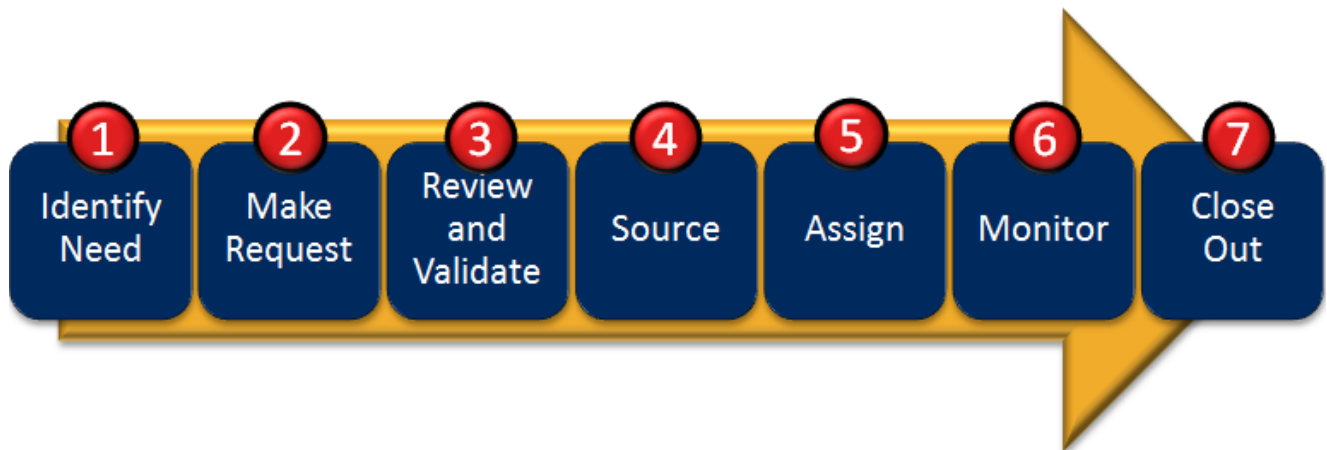 1
Identify
Need
2
Make
Request
3
Review
and
Validate
4
Source
5
Assign
6
Monitor
7
Close
Out